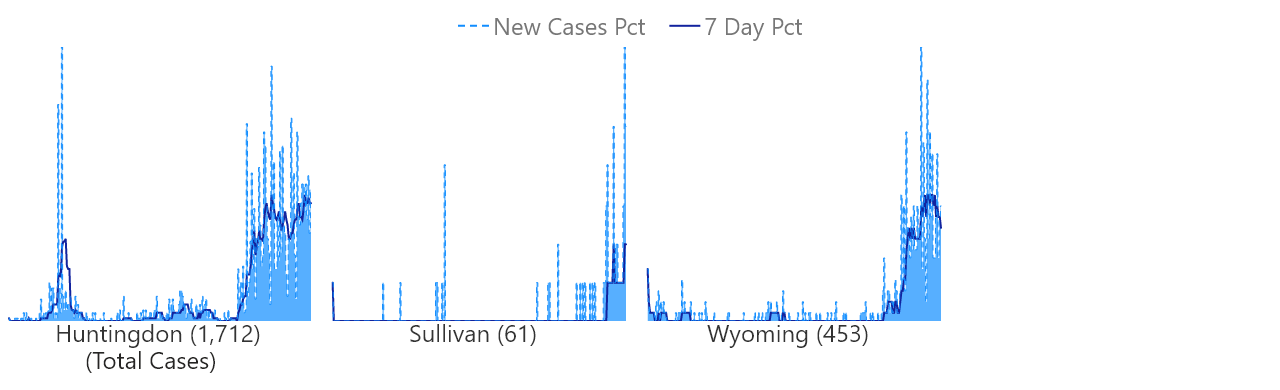 New Cases Pct 7 Day Pct
Huntingdon (1,712) Sullivan (61) Wyoming (453)
(Total Cases)